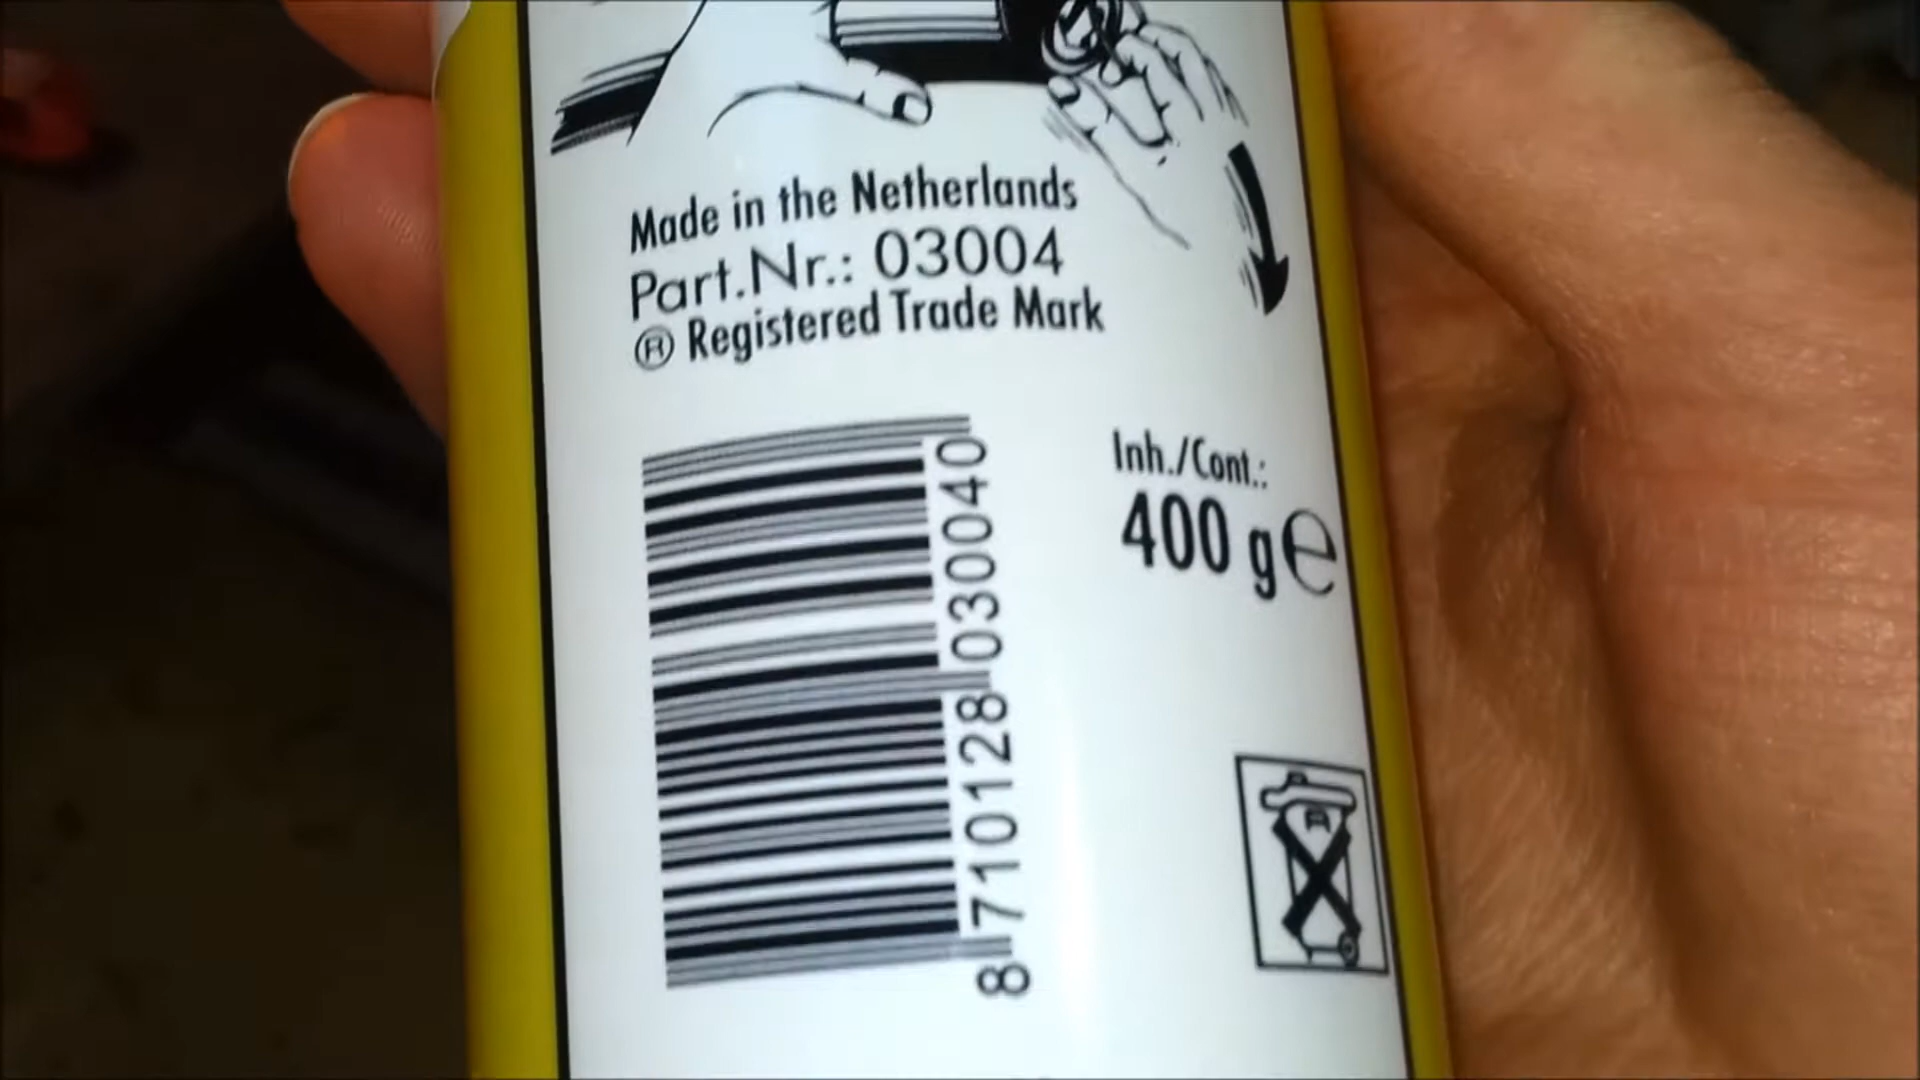 Made in the Netherlands
Part.Nr.: 03004
® Registered Trade Mark
Inh./Cont.:
400 g ℮
8 710128 030040